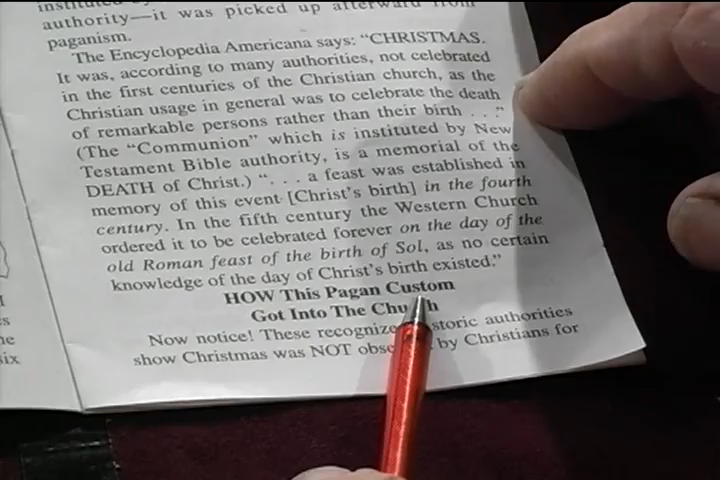 authority—it was picked up afterward from
paganism.
The Encyclopedia Americana says: “CHRISTMAS.
It was, according to many authorities, not celebrated
in the first centuries of the Christian church, as the
Christian usage in general was to celebrate the death
of remarkable persons rather than their birth . . .”
(The “Communion” which is instituted by New
Testament Bible authority, is a memorial of the
DEATH of Christ.) “. . . a feast was established in
memory of this event [Christ’s birth] in the fourth
century. In the fifth century the Western Church
ordered it to be celebrated forever on the day of the
old Roman feast of the birth of Sol, as no certain
knowledge of the day of Christ’s birth existed.”
HOW This Pagan Custom
Got Into The Church
Now notice! These recognize storic authorities
show Christmas was NOT obse by Christians for
six